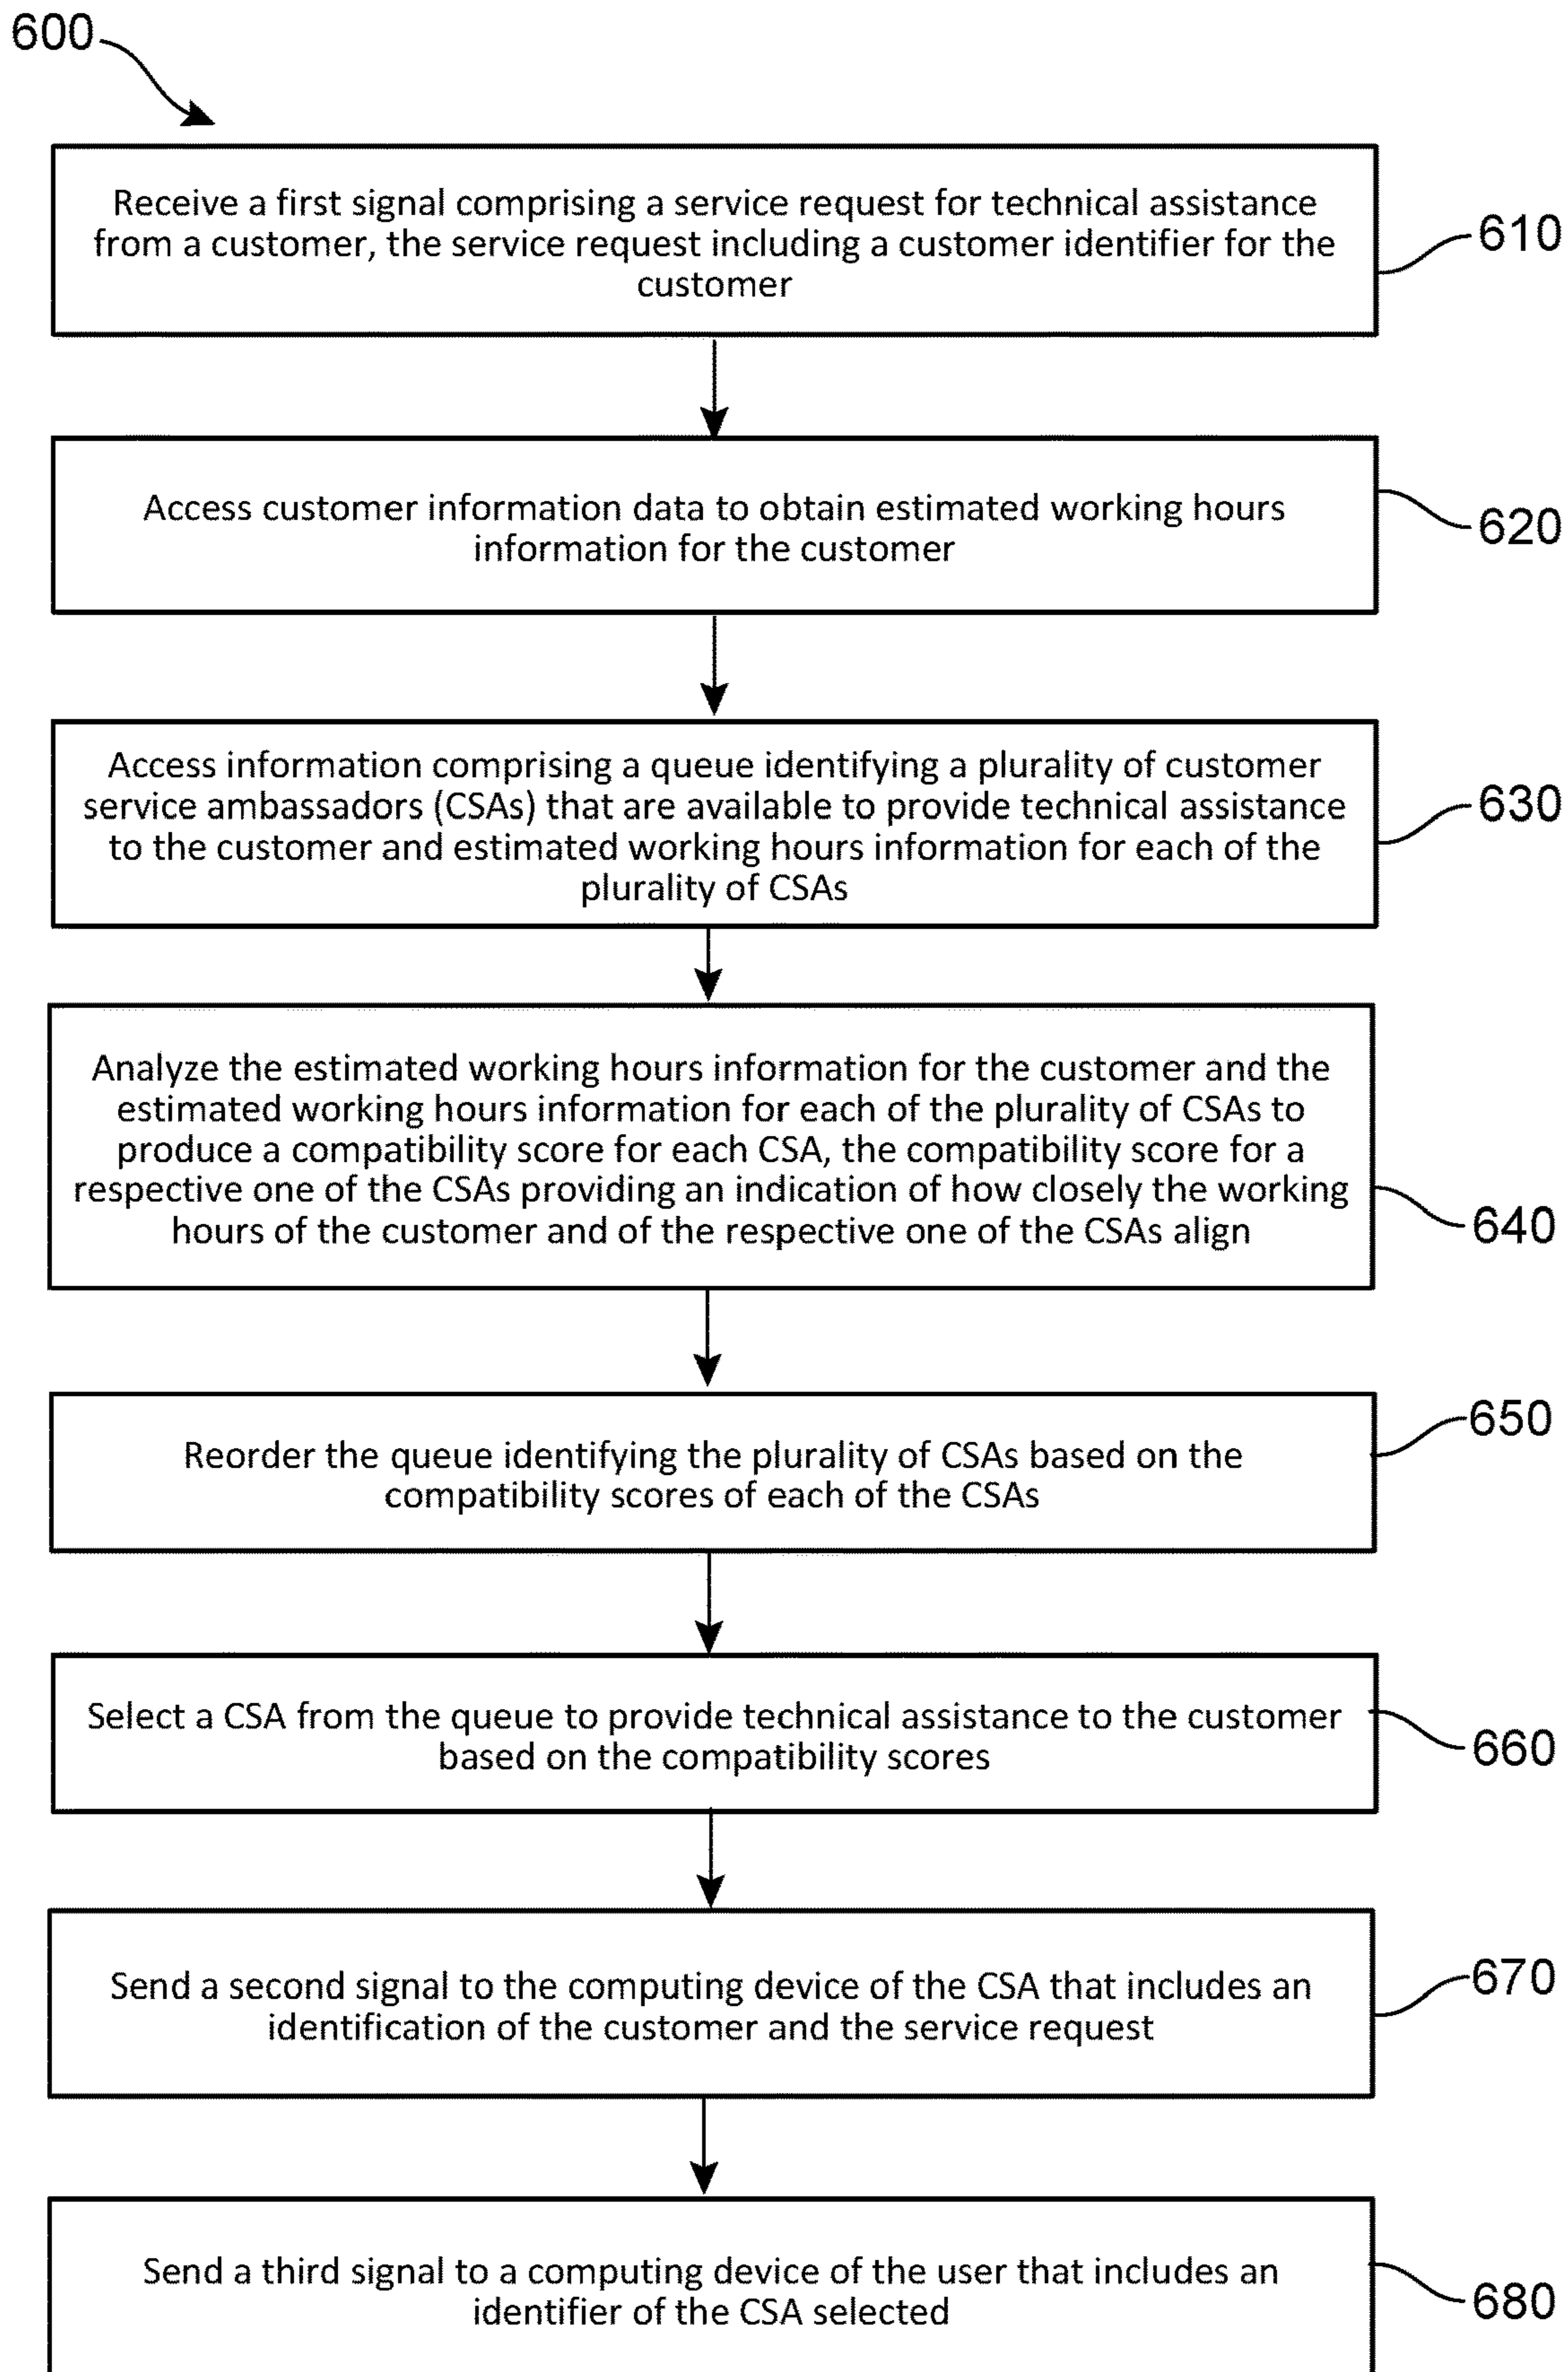 600
Receive a first signal comprising a service request for technical assistance
from a customer, the service request including a customer identifier for the
customer
610
Access customer information data to obtain estimated working hours
information for the customer
620
Access information comprising a queue identifying a plurality of customer
service ambassadors (CSAs) that are available to provide technical assistance
to the customer and estimated working hours information for each of the
plurality of CSAs
630
Analyze the estimated working hours information for the customer and the
estimated working hours information for each of the plurality of CSAs to
produce a compatibility score for each CSA, the compatibility score for a
respective one of the CSAs providing an indication of how closely the working
hours of the customer and of the respective one of the CSAs align
640
Reorder the queue identifying the plurality of CSAs based on the
compatibility scores of each of the CSAs
650
Select a CSA from the queue to provide technical assistance to the customer
based on the compatibility scores
660
Send a second signal to the computing device of the CSA that includes an
identification of the customer and the service request
670
Send a third signal to a computing device of the user that includes an
identifier of the CSA selected
680